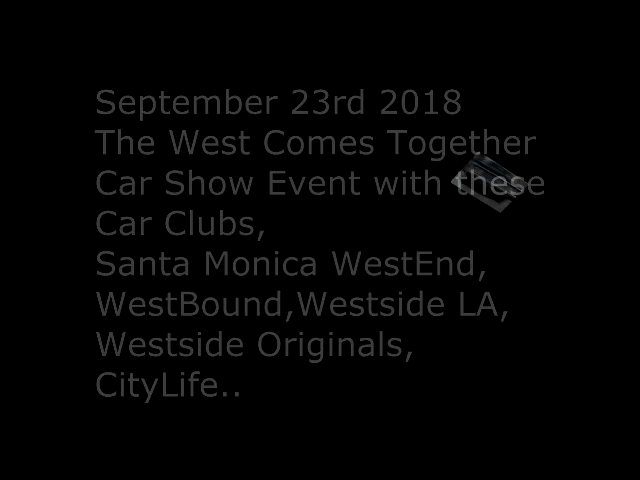 September 23rd 2018
The West Comes Together
Car Show Event with these
Car Clubs,
Santa Monica WestEnd,
WestBound,Westside LA,
Westside Originals,
CityLife..